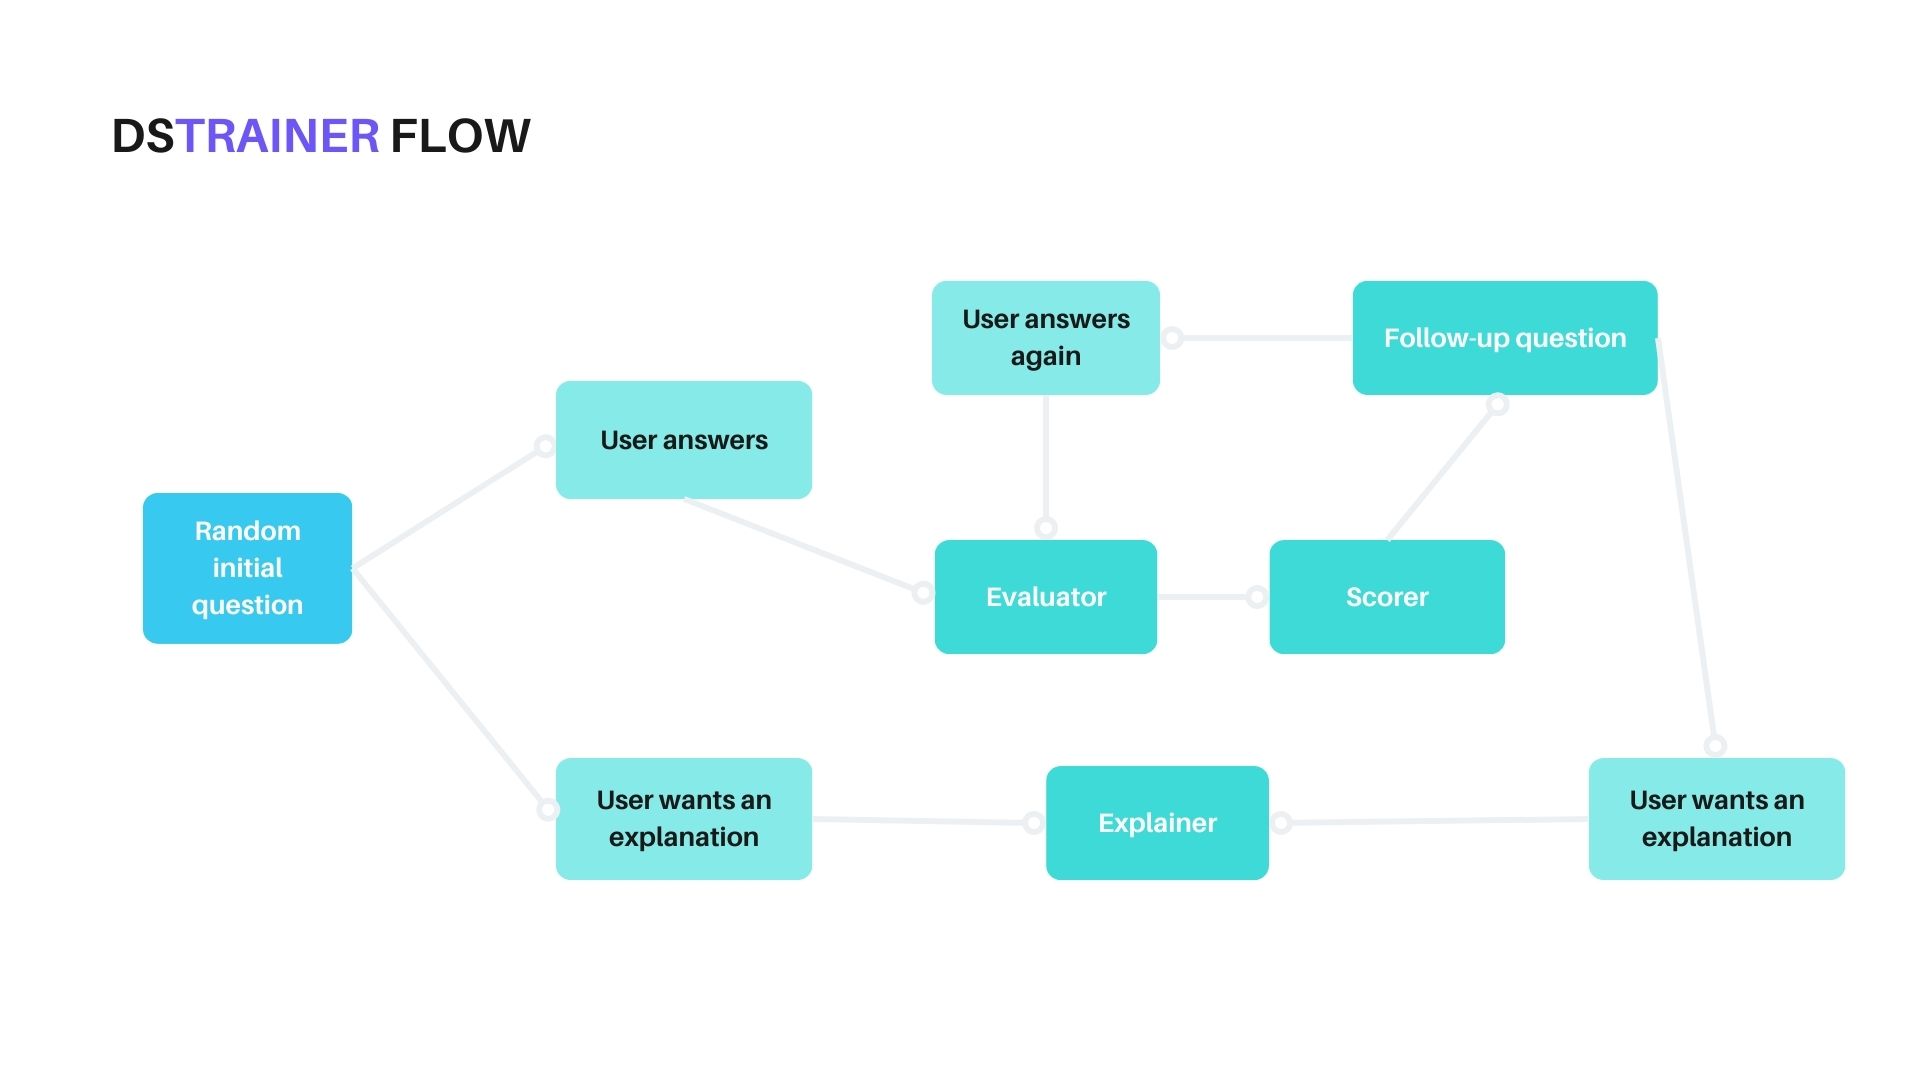 DSTRAINER FLOW
User answers
again
Follow-up question
User answers
Random
initial
question
Evaluator
Scorer
User wants an
explanation
Explainer
User wants an
explanation